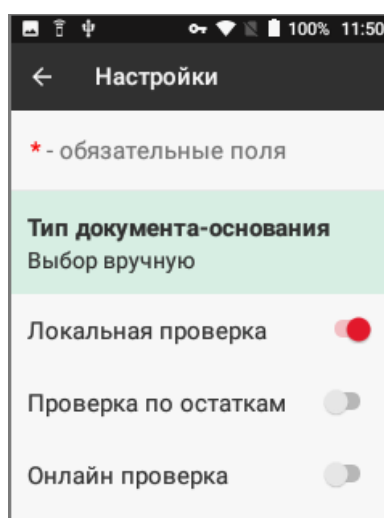 100% 11:50
Настройки
* - обязательные поля
Тип документа-основания
Выбор вручную
Локальная проверка
Проверка по остаткам
Онлайн проверка